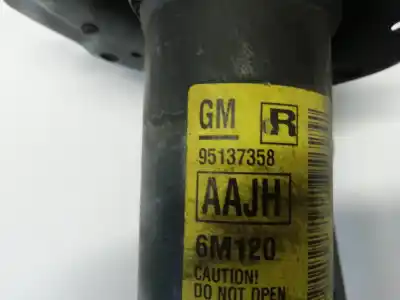 GM R
95137358
AAJH
6M120
CAUTION!
DO NOT OPEN